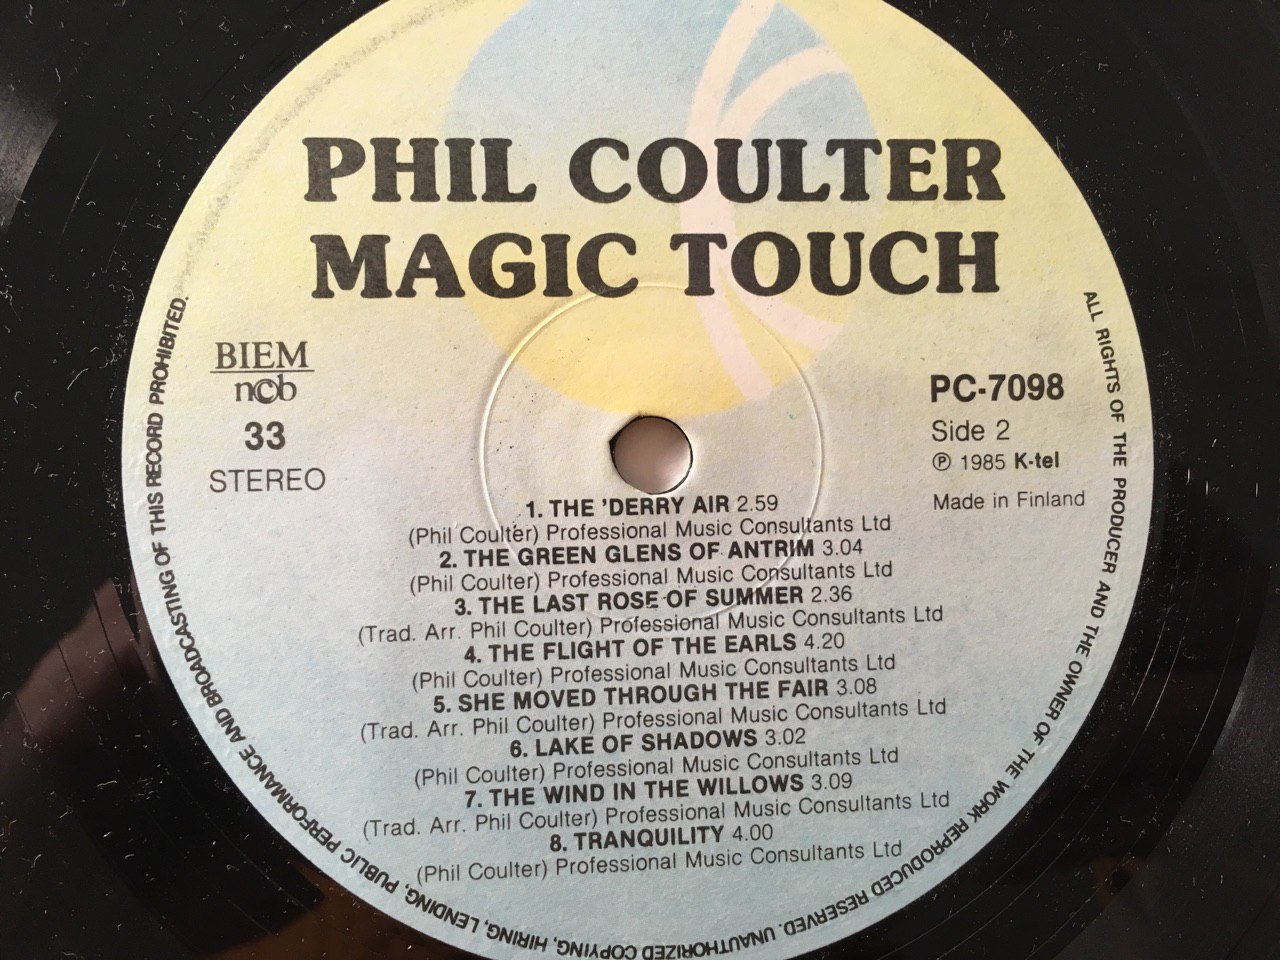 PHIL COULTER
MAGIC TOUCH
BIEM
ncb
33
STEREO
PC-7098
Side 2
℗ 1985 K-tel
Made in Finland
1. THE 'DERRY AIR 2.59
(Phil Coulter) Professional Music Consultants Ltd
2. THE GREEN GLENS OF ANTRIM 3.04
(Phil Coulter) Professional Music Consultants Ltd
3. THE LAST ROSE OF SUMMER 2.36
(Trad. Arr. Phil Coulter) Professional Music Consultants Ltd
4. THE FLIGHT OF THE EARLS 4.20
(Phil Coulter) Professional Music Consultants Ltd
5. SHE MOVED THROUGH THE FAIR 3.08
(Trad. Arr. Phil Coulter) Professional Music Consultants Ltd
6. LAKE OF SHADOWS 3.02
(Phil Coulter) Professional Music Consultants Ltd
7. THE WIND IN THE WILLOWS 3.09
(Trad. Arr. Phil Coulter) Professional Music Consultants Ltd
8. TRANQUILITY 4.00
(Phil Coulter) Professional Music Consultants Ltd
ALL RIGHTS OF THE PRODUCER AND THE OWNER OF THE WORK REPRODUCED RESERVED. UNAUTHORIZED COPYING, HIRING, LENDING, PUBLIC PERFORMANCE AND BROADCASTING OF THIS RECORD PROHIBITED.